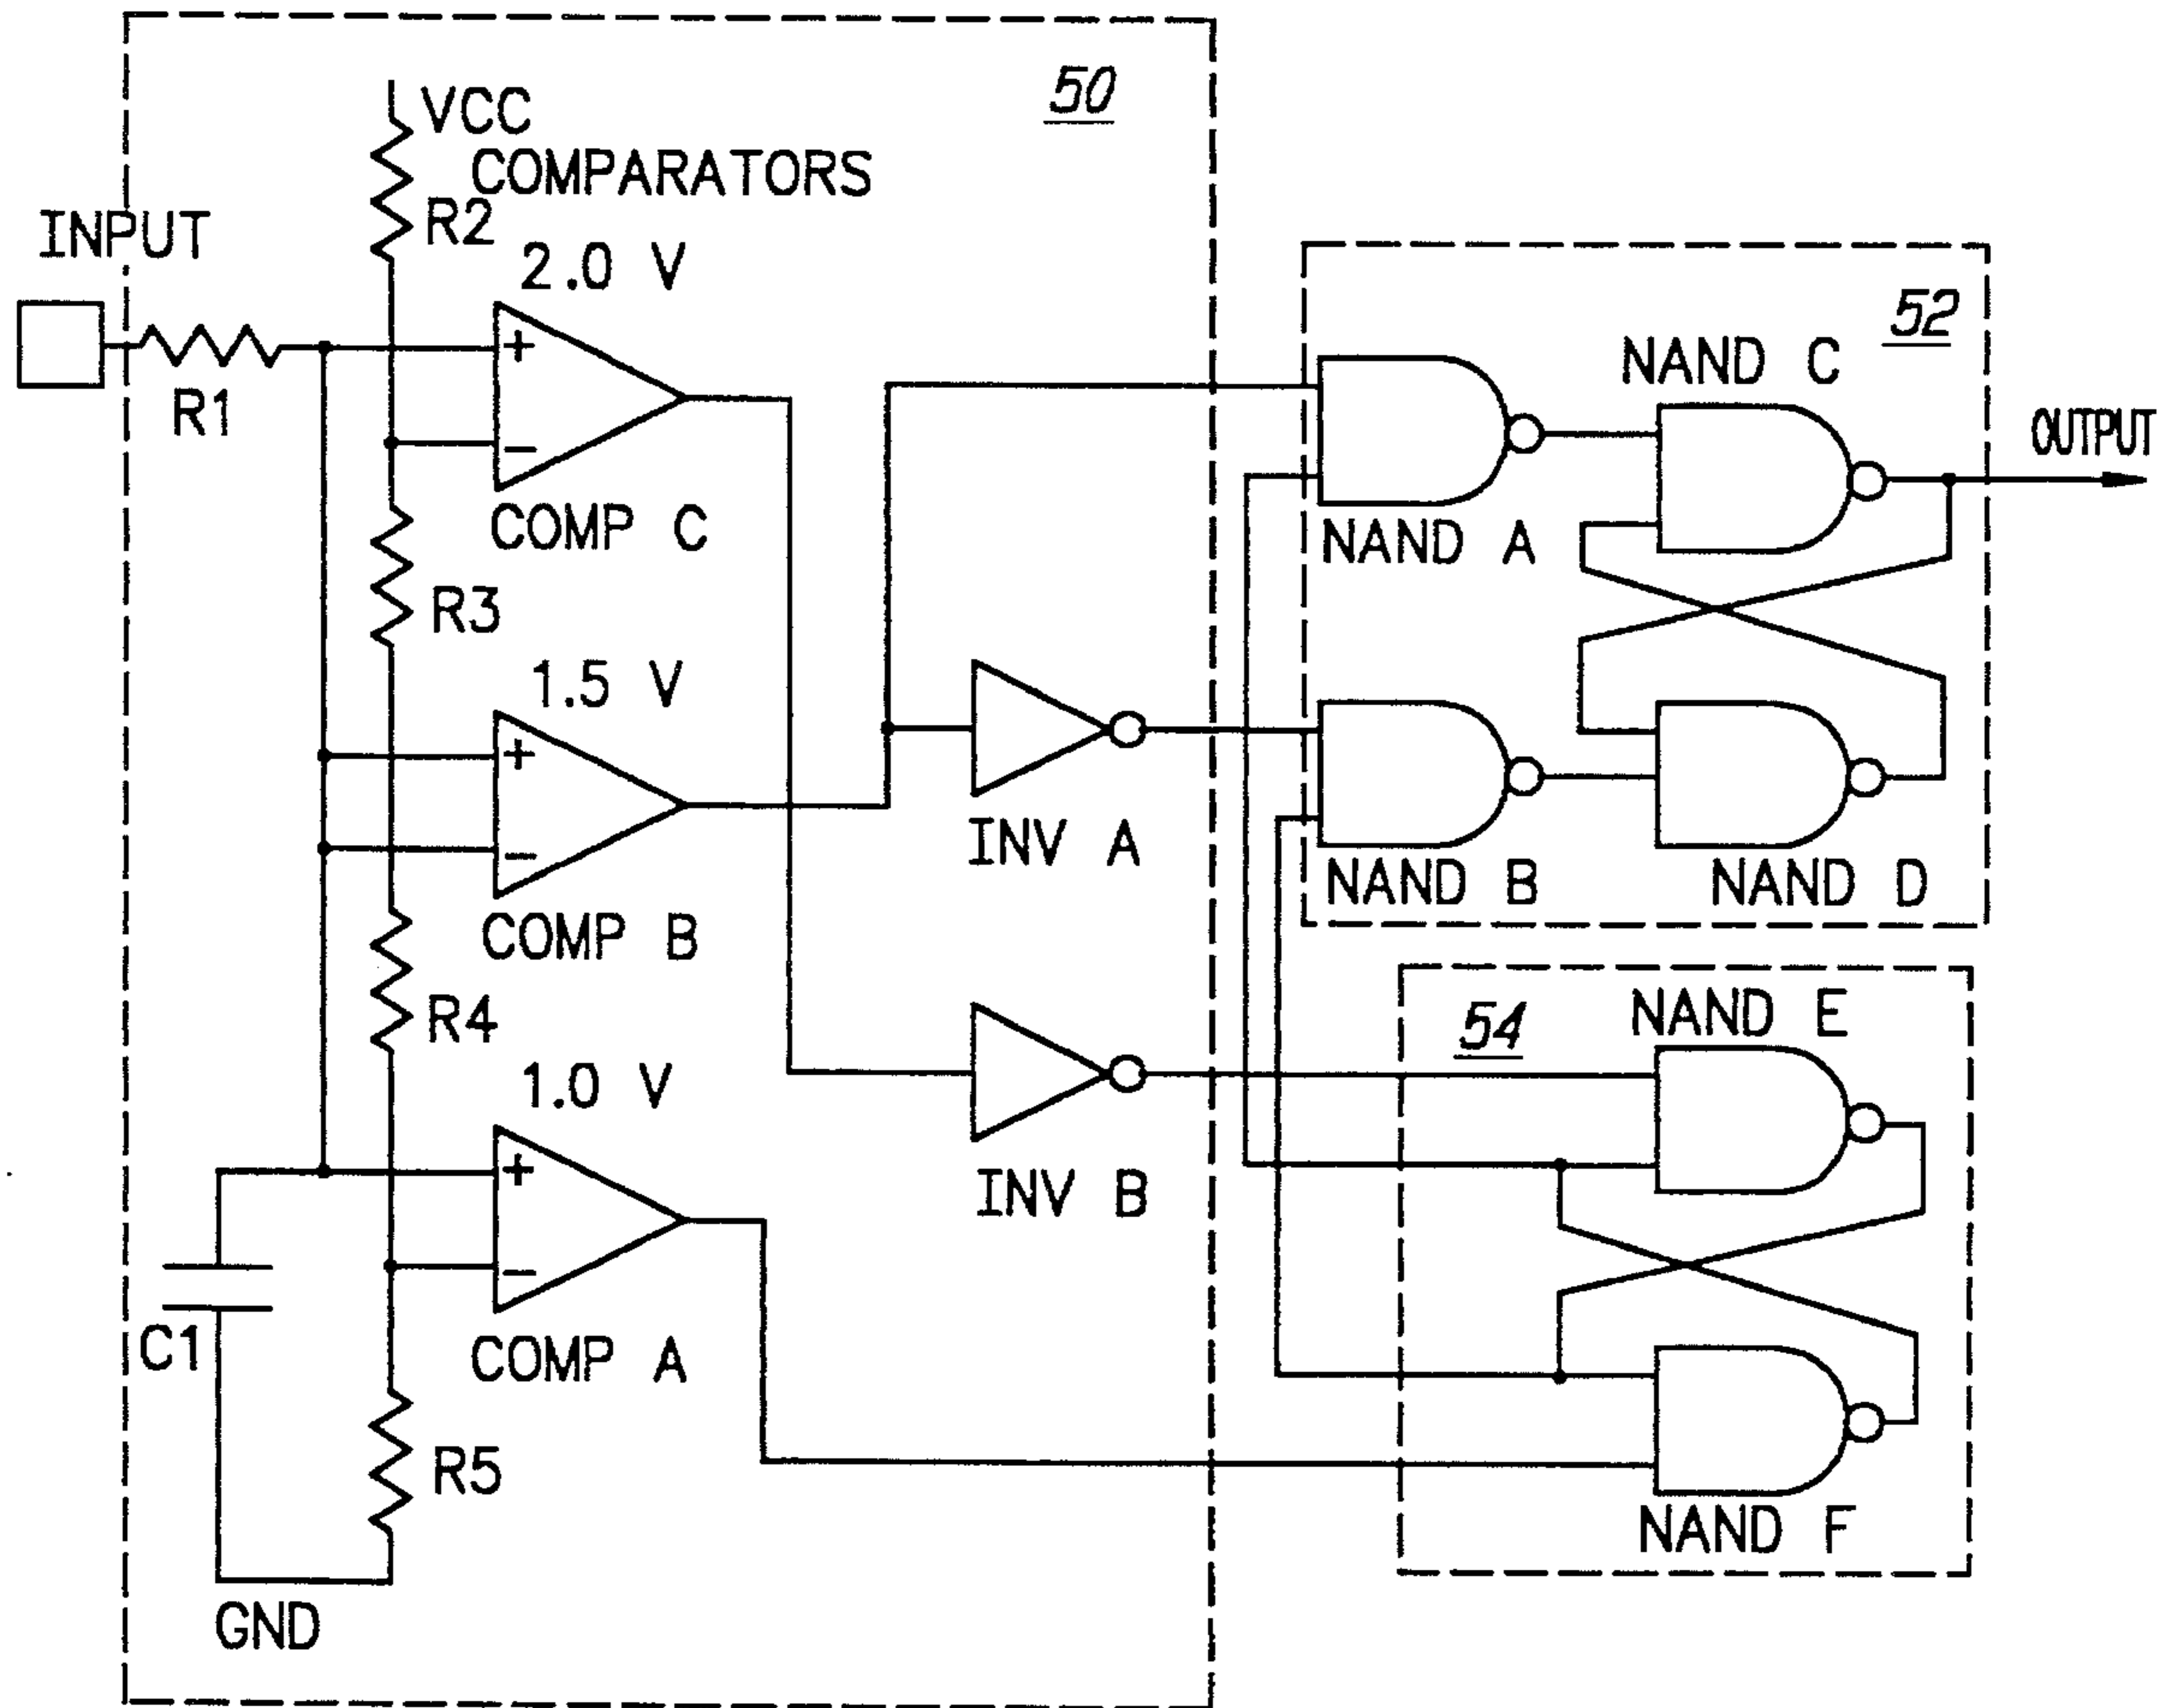 50
VCC
COMPARATORS
R2
INPUT
2.0 V
52
+
NAND C
R1
OUTPUT
-
COMP C
NAND A
R3
1.5 V
+
INV A
-
NAND B
NAND D
COMP B
R4
54
NAND E
1.0 V
+
INV B
-
C1
COMP A
R5
NAND F
GND